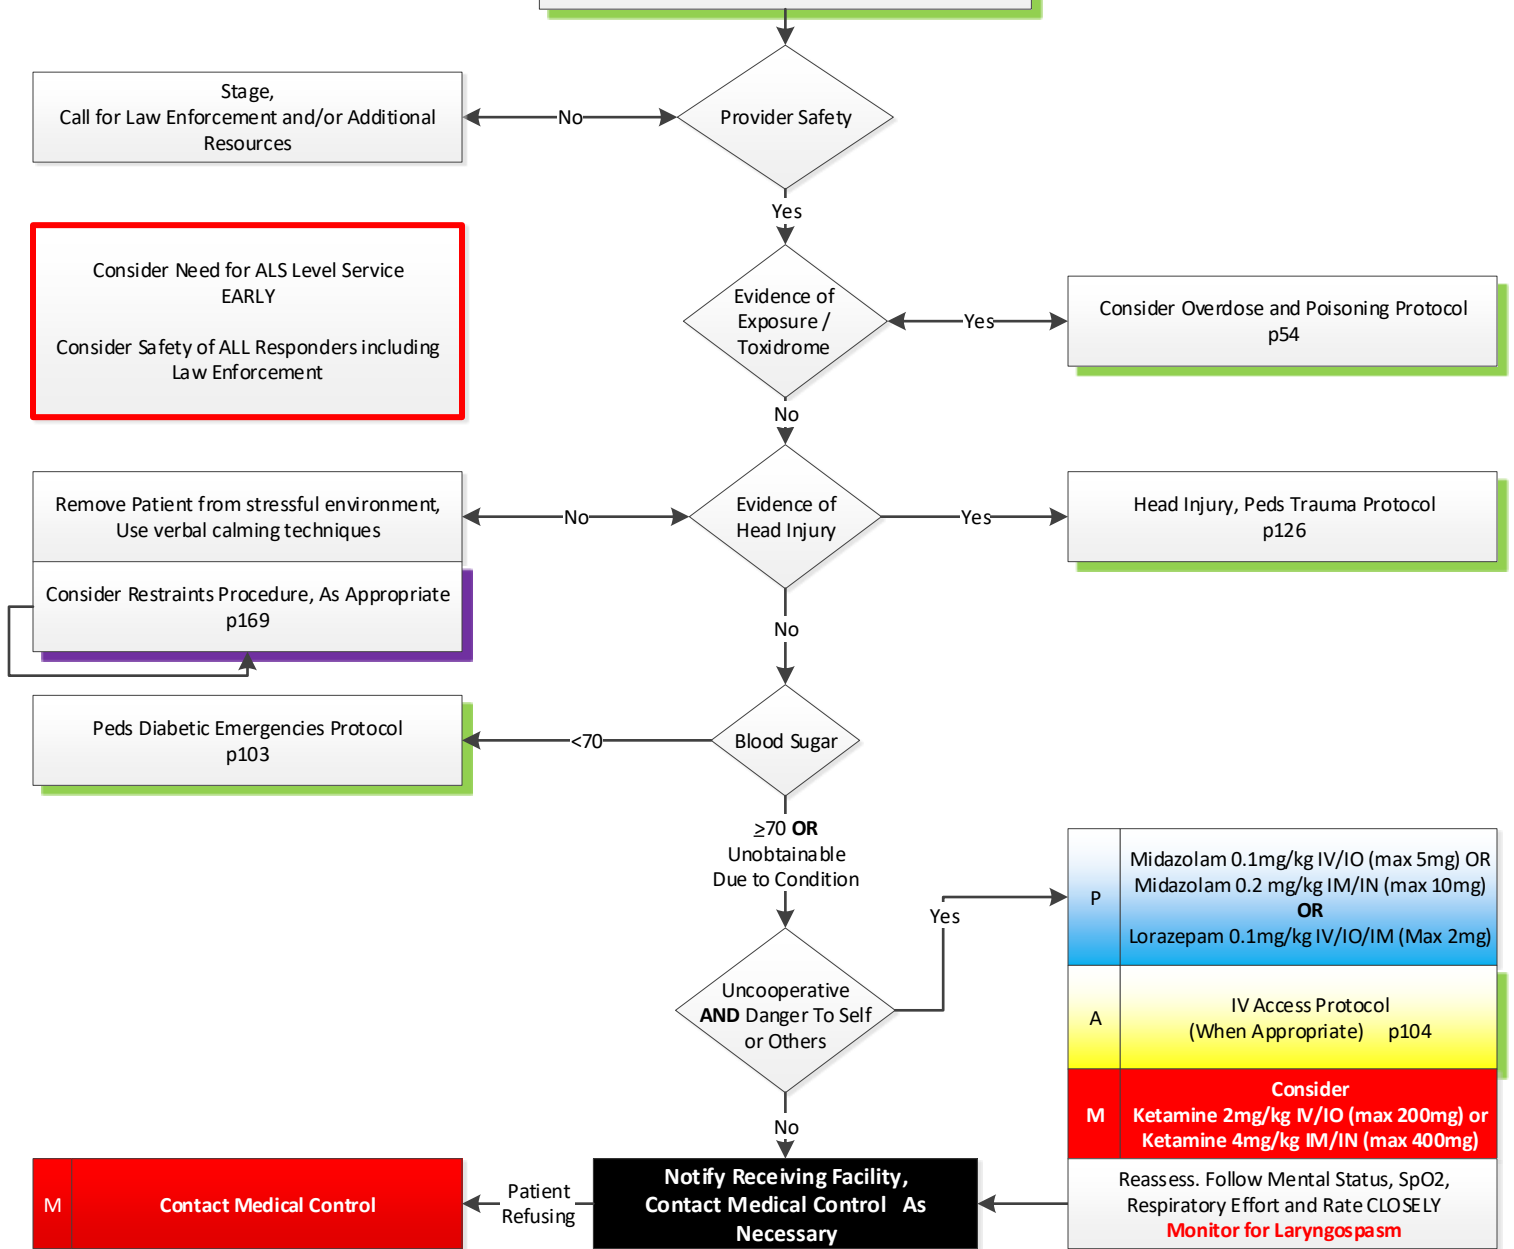 Provider Safety
No
Stage,
Call for Law Enforcement and/or Additional
Resources
Yes
Consider Need for ALS Level Service
EARLY
Consider Safety of ALL Responders including
Law Enforcement
Evidence of
Exposure /
Toxidrome
Yes
Consider Overdose and Poisoning Protocol
p54
No
Evidence of
Head Injury
No
Remove Patient from stressful environment,
Use verbal calming techniques
Consider Restraints Procedure, As Appropriate
p169
Yes
Head Injury, Peds Trauma Protocol
p126
No
Blood Sugar
<70
Peds Diabetic Emergencies Protocol
p103
≥70 OR
Unobtainable
Due to Condition
Uncooperative
AND Danger To Self
or Others
Yes
P
Midazolam 0.1mg/kg IV/IO (max 5mg) OR
Midazolam 0.2 mg/kg IM/IN (max 10mg)
OR
Lorazepam 0.1mg/kg IV/IO/IM (Max 2mg)
A
IV Access Protocol
(When Appropriate) p104
M
Consider
Ketamine 2mg/kg IV/IO (max 200mg) or
Ketamine 4mg/kg IM/IN (max 400mg)
Reassess. Follow Mental Status, SpO2,
Respiratory Effort and Rate CLOSELY
Monitor for Laryngospasm
No
Notify Receiving Facility,
Contact Medical Control As
Necessary
Patient
Refusing
M
Contact Medical Control